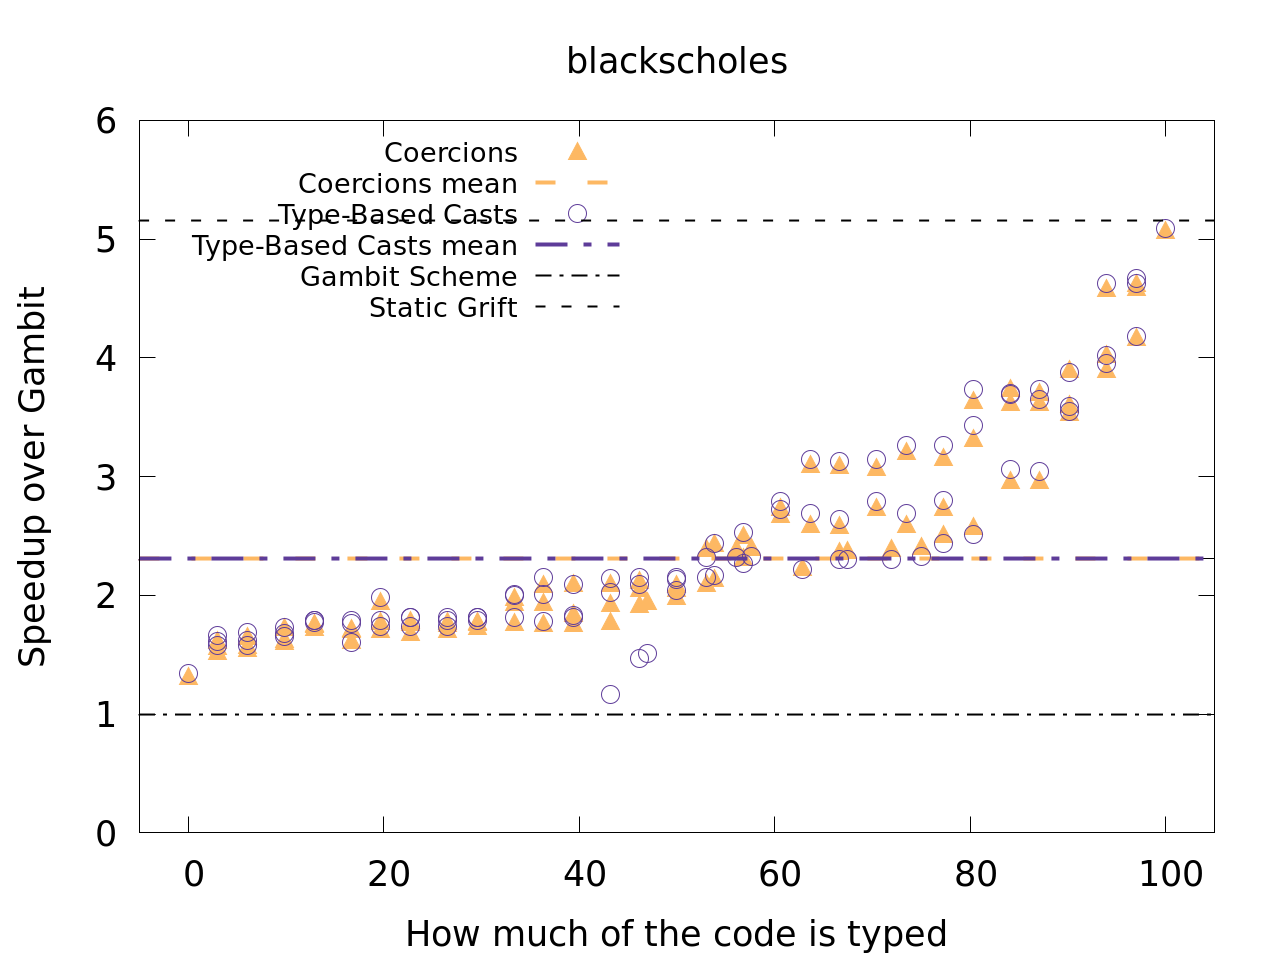 blackscholes
6
5
4
3
2
1
0
Speedup over Gambit
Coercions
Coercions mean
Type-Based Casts
Type-Based Casts mean
Gambit Scheme
Static Grift
0 20 40 60 80 100
How much of the code is typed